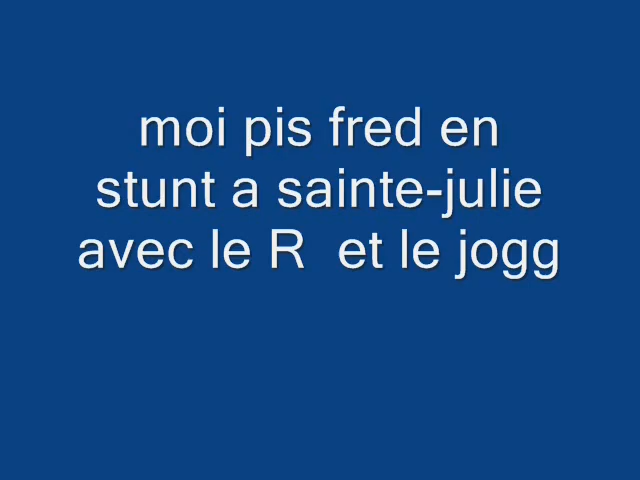 moi pis fred en
stunt a sainte-julie
avec le R  et le jogg